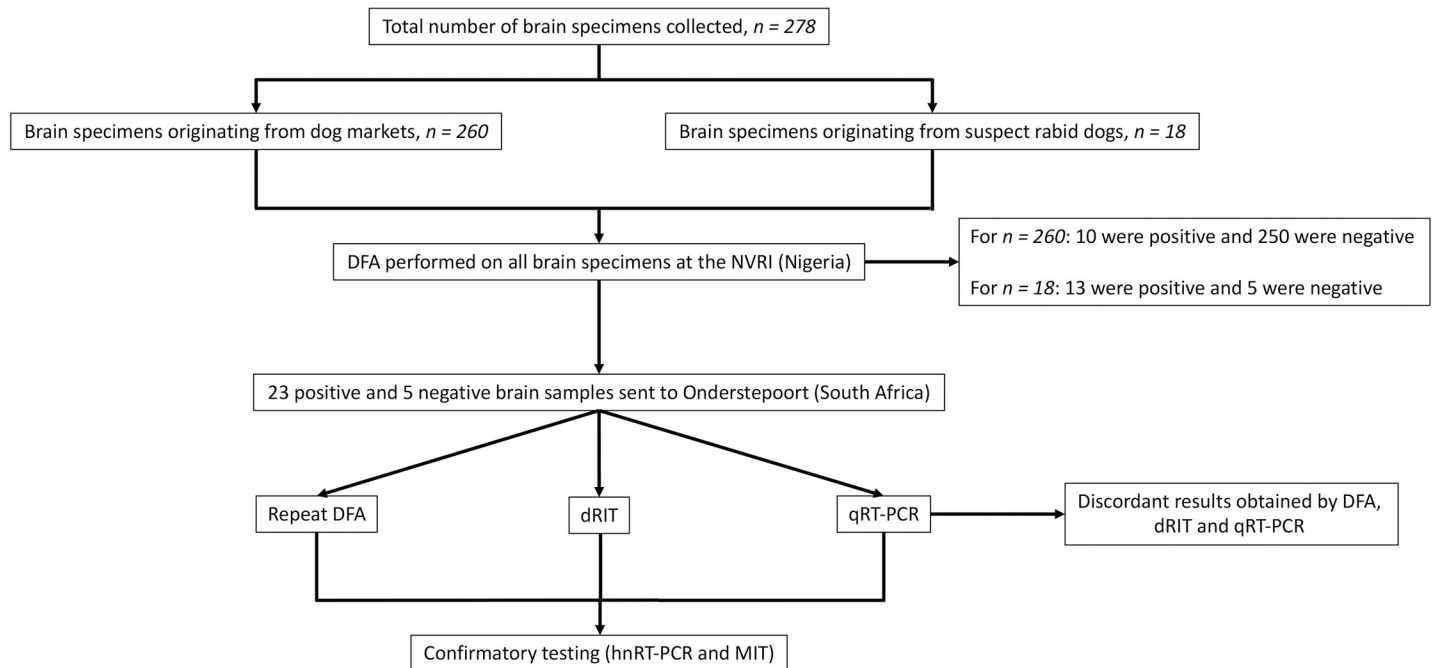 Total number of brain specimens collected, n = 278
Brain specimens originating from dog markets, n = 260
Brain specimens originating from suspect rabid dogs, n = 18
DFA performed on all brain specimens at the NVRI (Nigeria)
For n = 260: 10 were positive and 250 were negative
For n = 18: 13 were positive and 5 were negative
23 positive and 5 negative brain samples sent to Onderstepoort (South Africa)
Repeat DFA
dRIT
qRT-PCR
Discordant results obtained by DFA,
dRIT and qRT-PCR
Confirmatory testing (hnRT-PCR and MIT)